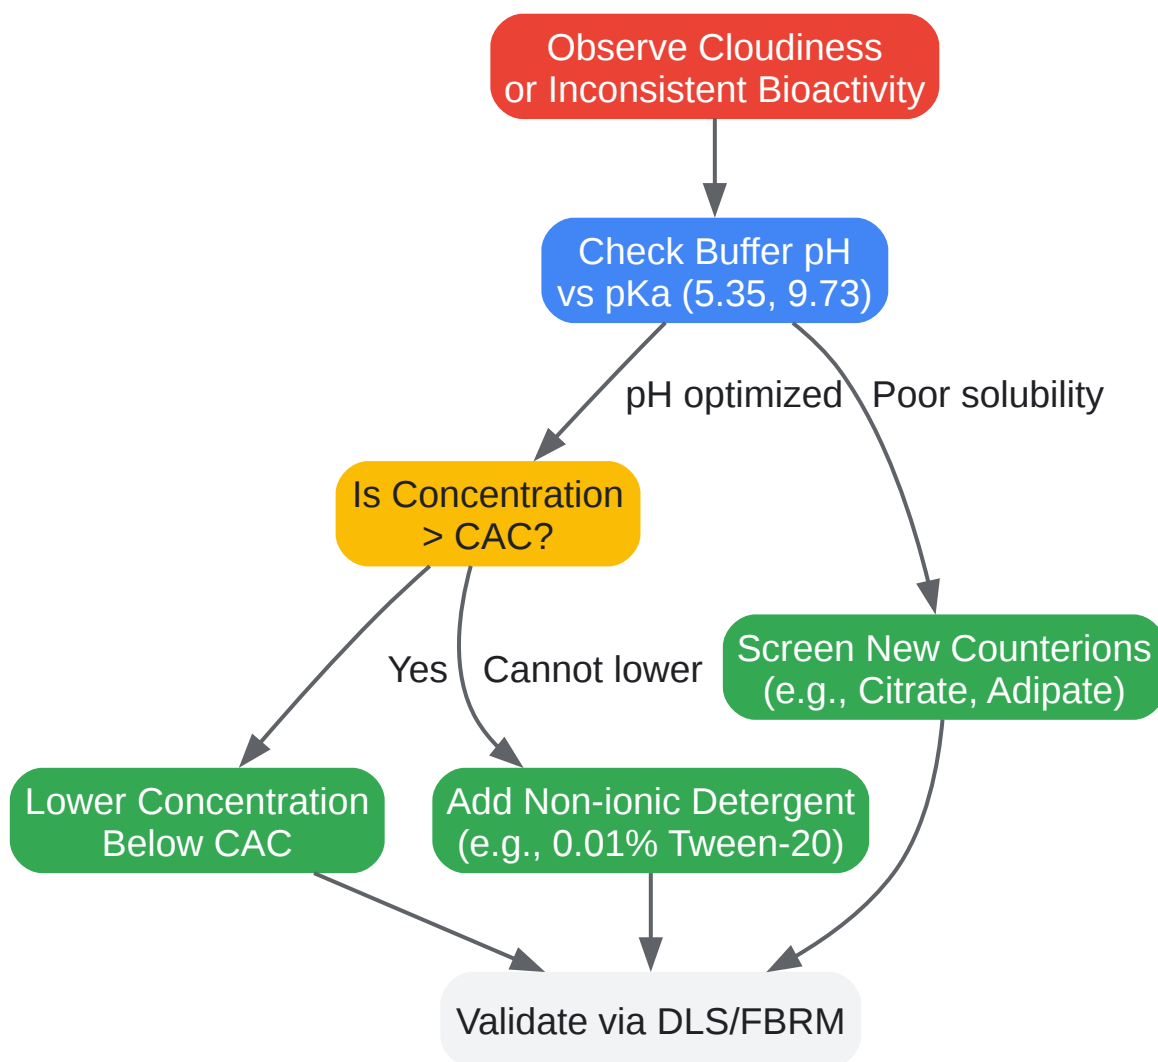 Observe Cloudiness
or Inconsistent Bioactivity
Check Buffer pH
vs pKa (5.35, 9.73)
pH optimized
Poor solubility
Is Concentration
> CAC?
Yes
Cannot lower
Screen New Counterions
(e.g., Citrate, Adipate)
Lower Concentration
Below CAC
Add Non-ionic Detergent
(e.g., 0.01% Tween-20)
Validate via DLS/FBRM